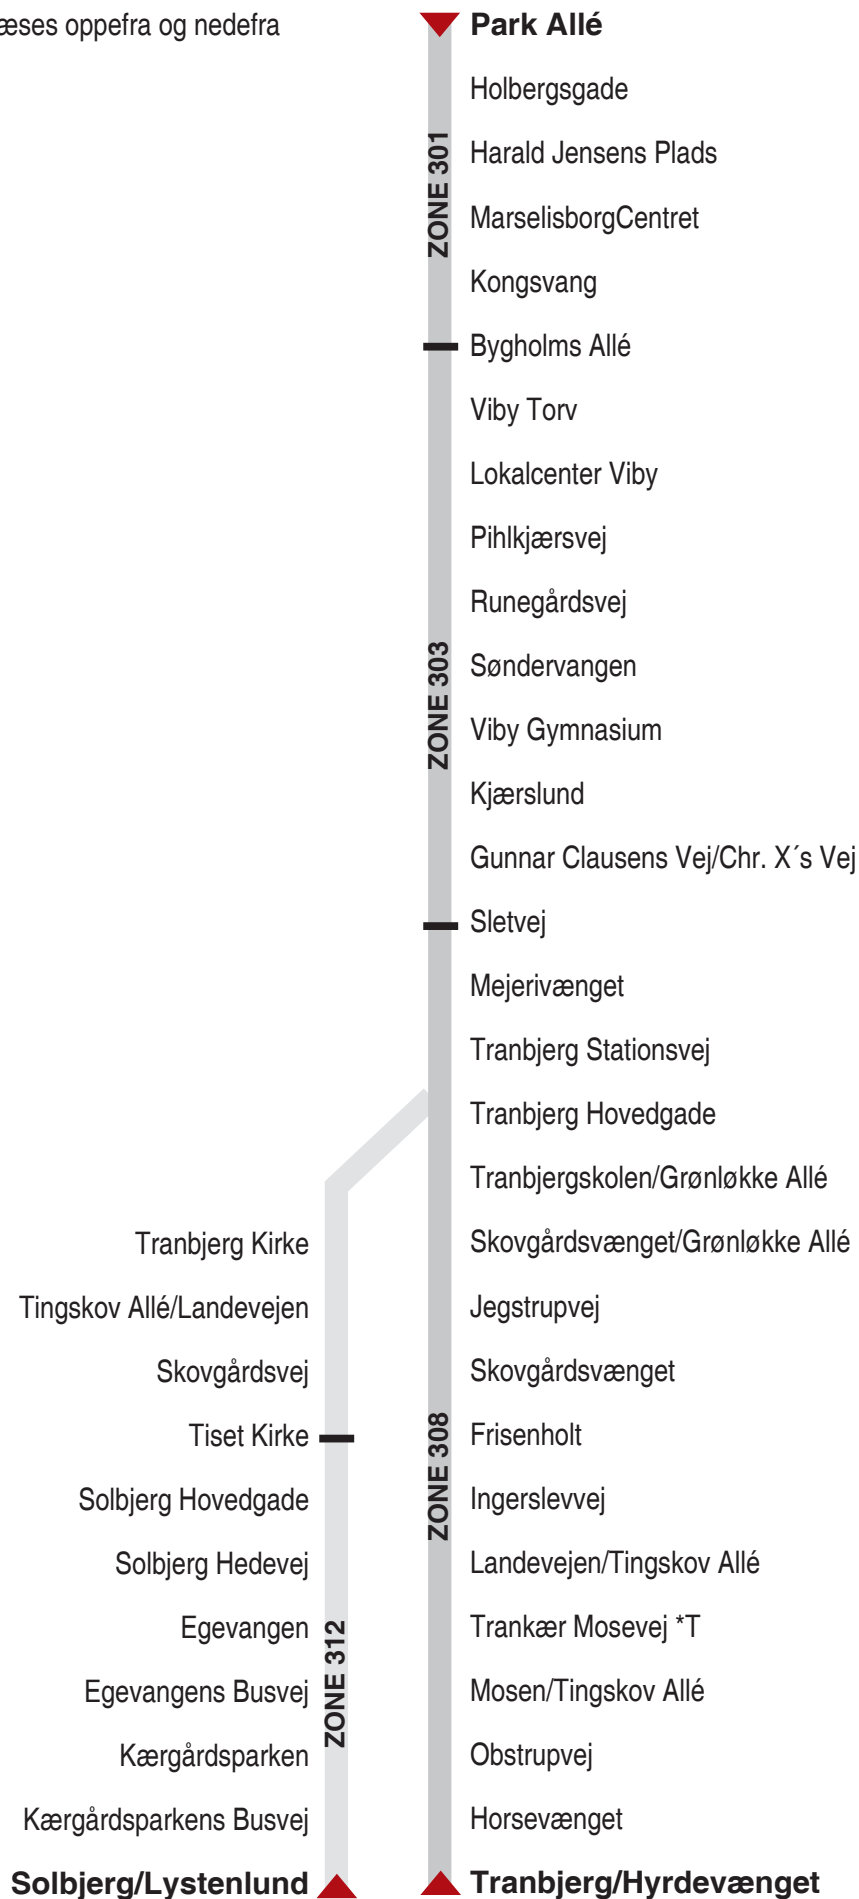 oppefra og nedefra
Park Allé
Holbergsgade
Harald Jensens Plads
MarselisborgCentret
Kongsvang
ZONE 301
Bygholms Allé
Viby Torv
Lokalcenter Viby
Pihlkjærsvej
Runegårdsvej
Søndervangen
Viby Gymnasium
Kjærslund
Gunnar Clausens Vej/Chr. X´s Vej
ZONE 303
Sletvej
Mejerivænget
Tranbjerg Stationsvej
Tranbjerg Hovedgade
Tranbjergskolen/Grønløkke Allé
Skovgårdsvænget/Grønløkke Allé
Jegstrupvej
Skovgårdsvænget
Frisenholt
Ingerslevvej
Landevejen/Tingskov Allé
Trankær Mosevej *T
Mosen/Tingskov Allé
Obstrupvej
Horsevænget
Tranbjerg/Hyrdevænget
ZONE 308
Tranbjerg Kirke
Tingskov Allé/Landevejen
Skovgårdsvej
Tiset Kirke
Solbjerg Hovedgade
Solbjerg Hedevej
Egevangen
Egevangens Busvej
Kærgårdsparken
Kærgårdsparkens Busvej
Solbjerg/Lystenlund
ZONE 312